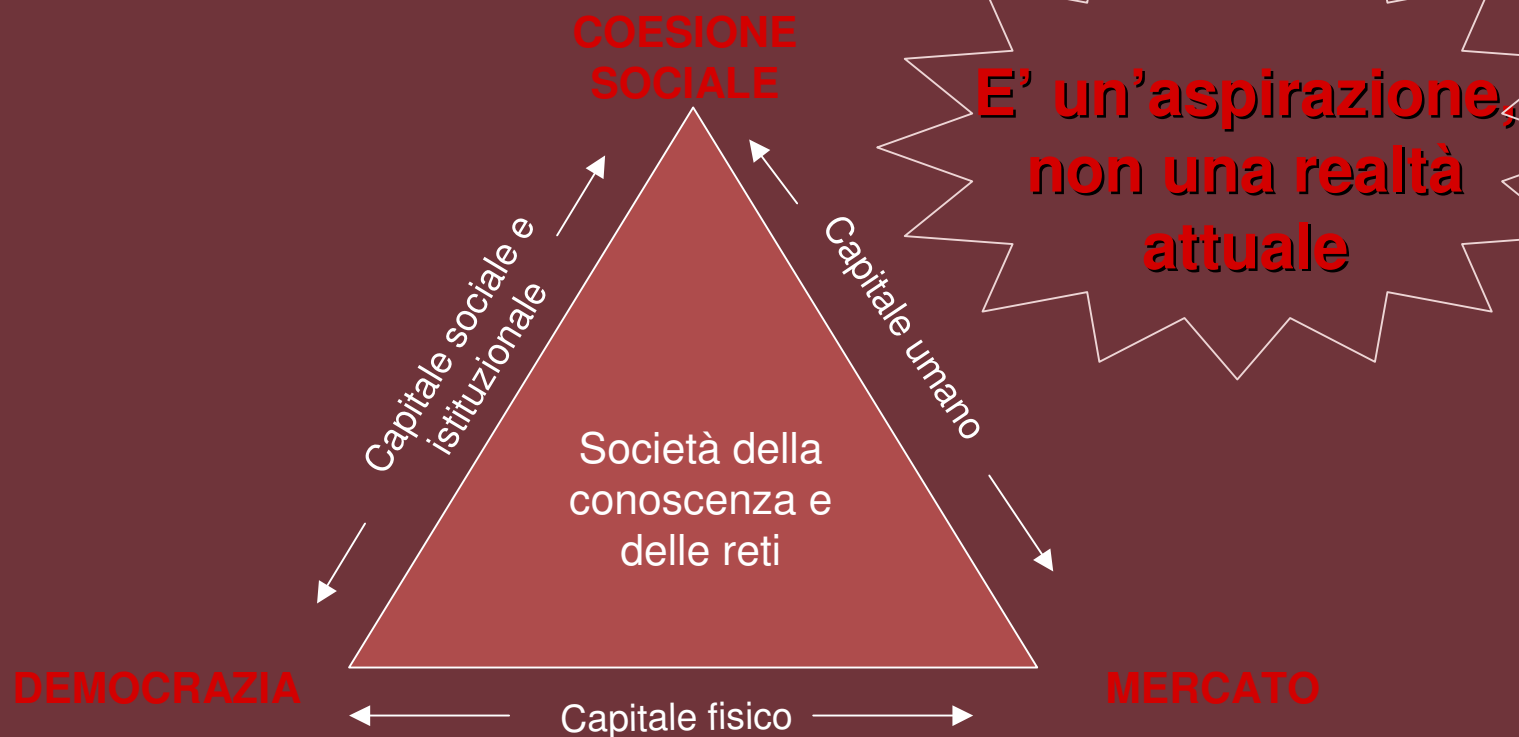 COESIONE
SOCIALE
E’ un’aspirazione,
non una realtà
attuale
Capitale sociale e
istituzionale
Capitale umano
Società della
conoscenza e
delle reti
DEMOCRAZIA
MERCATO
Capitale fisico